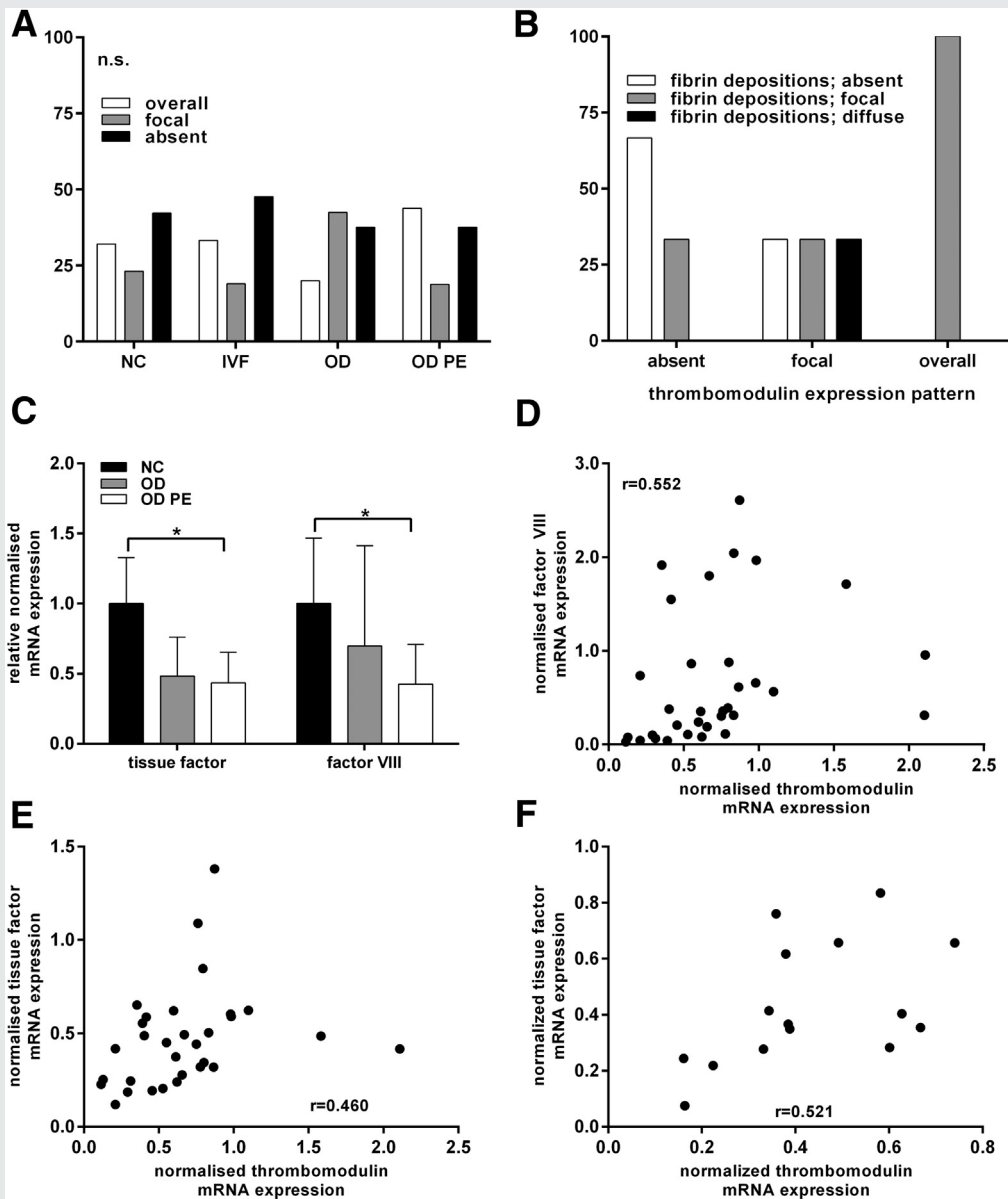 A
100
75
50
25
0
n.s.
overall
focal
absent
NC IVF OD OD PE
B
100
75
50
25
0
fibrin depositions; absent
fibrin depositions; focal
fibrin depositions; diffuse
absent focal overall
thrombomodulin expression pattern
C
relative normalised
mRNA expression
2.0
1.5
1.0
0.5
0.0
NC
OD
OD PE
* *
tissue factor factor VIII
D
normalised factor VIII
mRNA expression
3.0
2.0
1.0
0.0
r=0.552
0.0 0.5 1.0 1.5 2.0 2.5
normalised thrombomodulin
mRNA expression
E
normalised tissue factor
mRNA expression
1.5
1.0
0.5
0.0
r=0.460
0.0 0.5 1.0 1.5 2.0 2.5
normalised thrombomodulin
mRNA expression
F
normalized tissue factor
mRNA expression
1.0
0.8
0.6
0.4
0.2
0.0
r=0.521
0.2 0.4 0.6 0.8
normalized thrombomodulin
mRNA expression